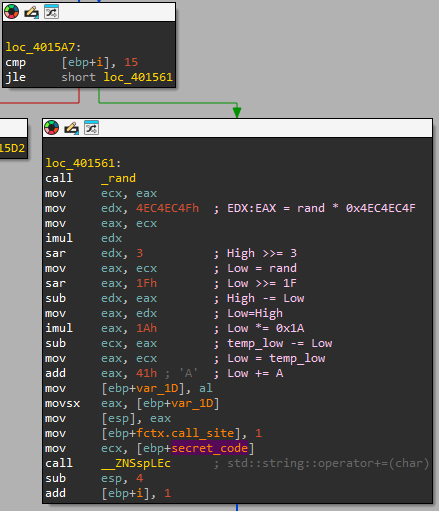 loc_4015A7:
cmp [ebp+i], 15
jle short loc_401561
15D2
loc_401561:
call _rand
mov ecx, eax
mov edx, 4EC4EC4Fh ; EDX:EAX = rand * 0x4EC4EC4F
mov eax, ecx
imul edx
sar edx, 3 ; High >>= 3
mov eax, ecx ; Low = rand
sar eax, 1Fh ; Low >>= 1F
sub edx, eax ; High -= Low
mov eax, edx ; Low=High
imul eax, 1Ah ; Low *= 0x1A
sub ecx, eax ; temp_low -= Low
mov eax, ecx ; Low = temp_low
add eax, 41h ; 'A' ; Low += A
mov [ebp+var_1D], al
movsx eax, [ebp+var_1D]
mov [esp], eax
mov [ebp+fctx.call_site], 1
mov ecx, [ebp+secret_code]
call __ZNSspLEc ; std::string::operator+=(char)
sub esp, 4
add [ebp+i], 1